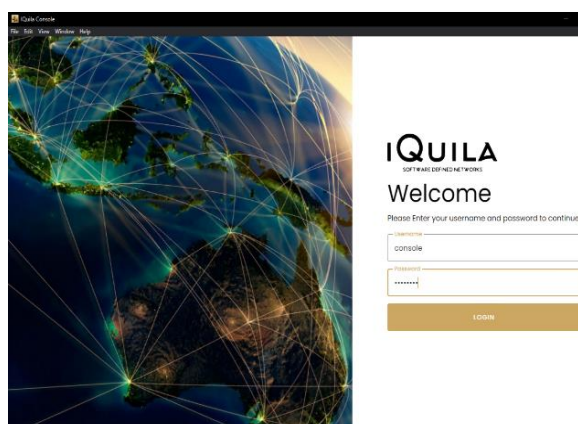 iQuila Console
File Edit View Window Help
IQUILA
SOFTWARE DEFINED NETWORKS
Welcome
Please Enter your username and password to continue
Username
console
Password
LOGIN